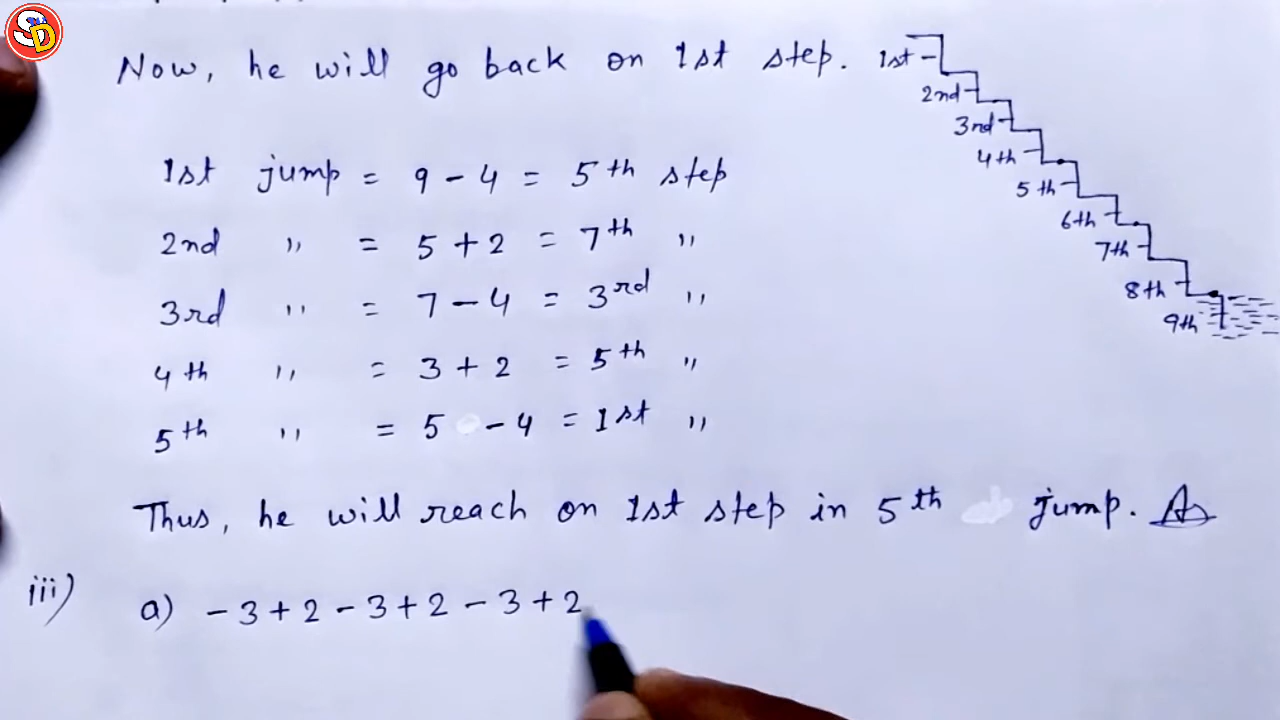 SD
Now, he will go back on 1st step.
1st
2nd
3rd
4th
5th
6th
7th
8th
9th
1st jump = 9 - 4 = 5th step
2nd " = 5 + 2 = 7th "
3rd " = 7 - 4 = 3rd "
4th " = 3 + 2 = 5th "
5th " = 5 - 4 = 1st "
Thus, he will reach on 1st step in 5th jump.
iii) a) - 3 + 2 - 3 + 2 - 3 + 2